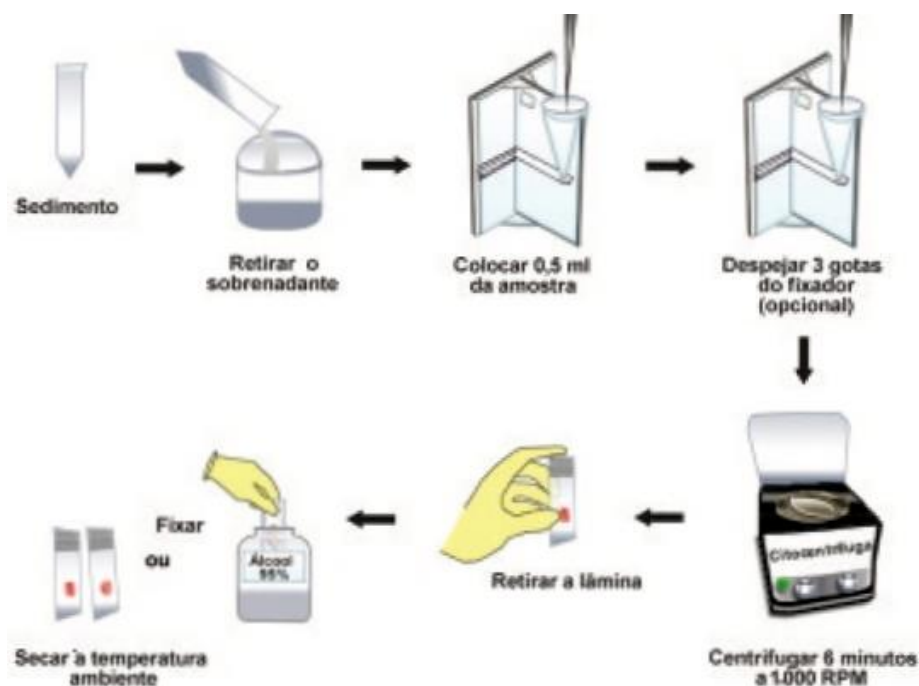 Sedimento
Retirar o
sobrenadante
Colocar 0,5 ml
da amostra
Despejar 3 gotas
do fixador
(opcional)
Citocentrífuga
Centrifugar 6 minutos
a 1.000 RPM
Retirar a lâmina
Álcool
95%
Fixar
ou
Secar à temperatura
ambiente